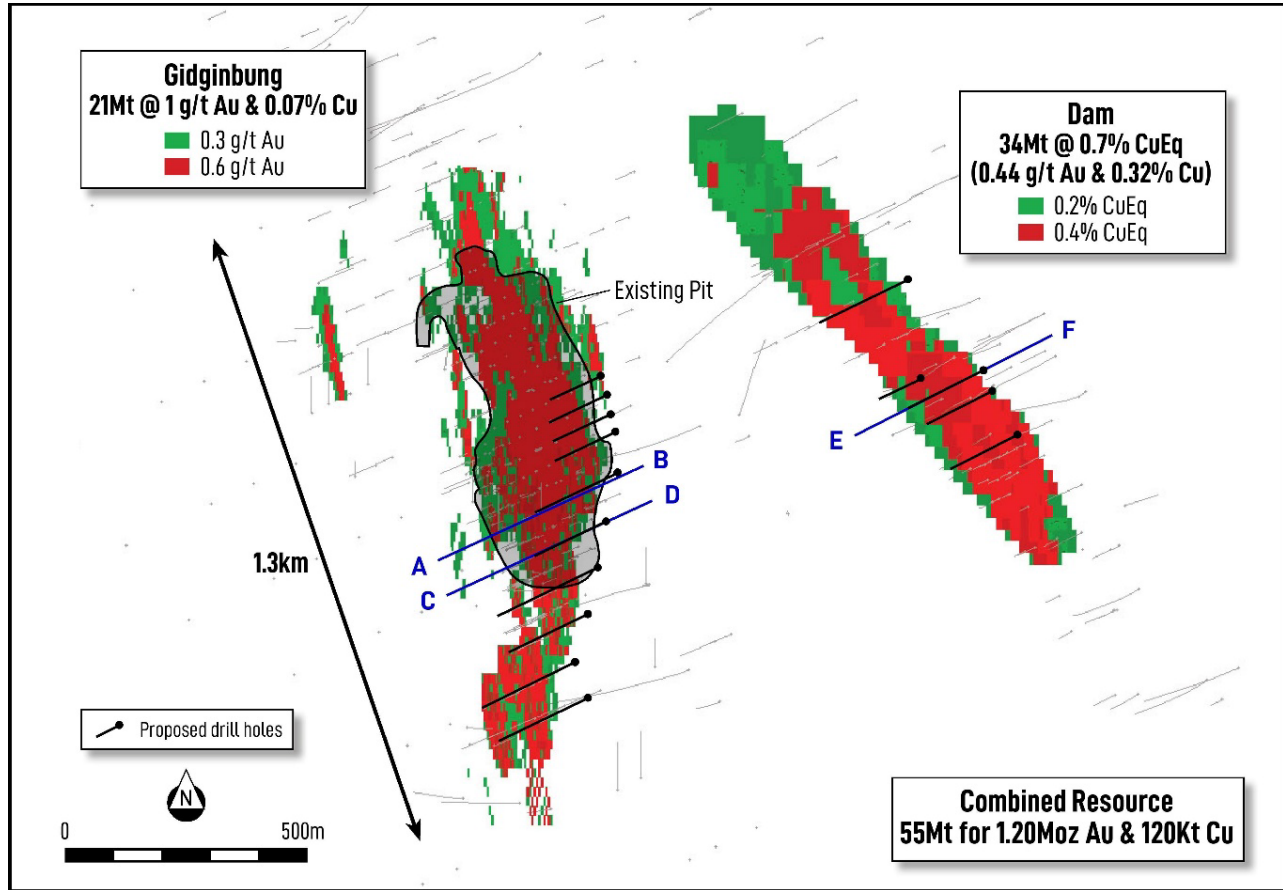 Gidginbung
21Mt @ 1 g/t Au & 0.07% Cu
0.3 g/t Au
0.6 g/t Au
Dam
34Mt @ 0.7% CuEq
(0.44 g/t Au & 0.32% Cu)
0.2% CuEq
0.4% CuEq
Existing Pit
F
E
B
D
A
C
1.3km
Proposed drill holes
N
0 500m
Combined Resource
55Mt for 1.20Moz Au & 120Kt Cu